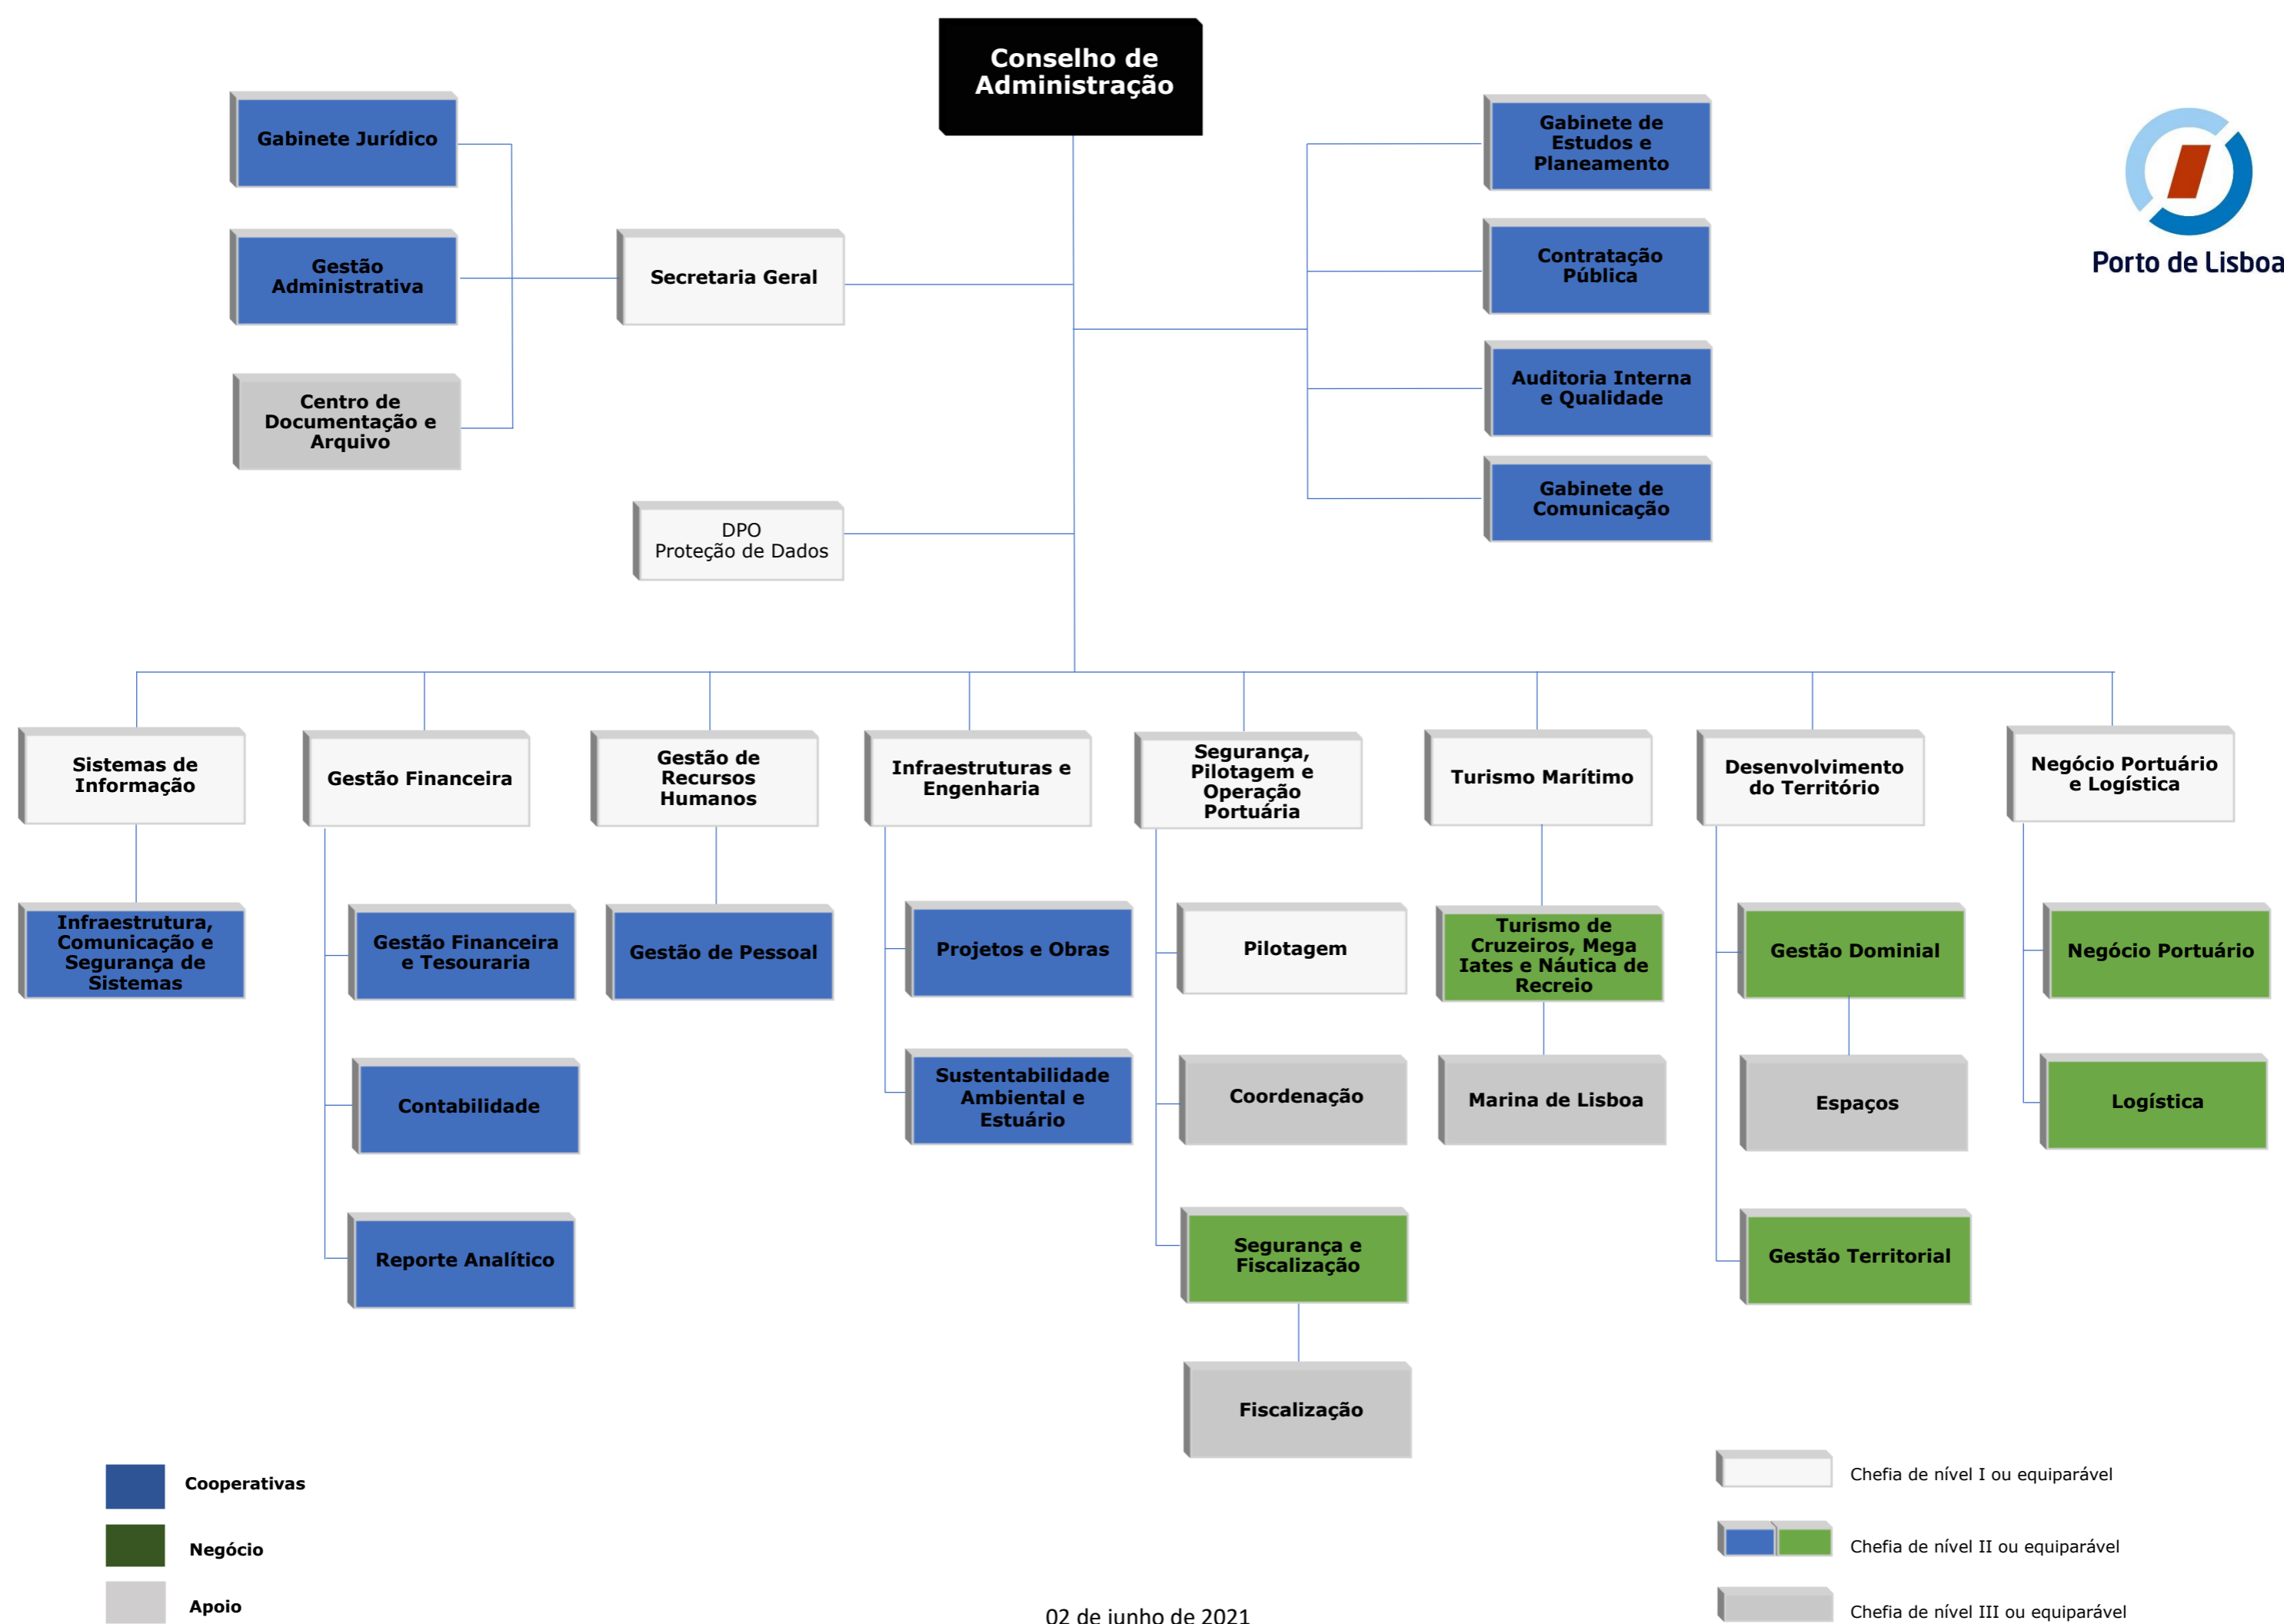 Conselho de
Administração
Gabinete Jurídico
Gestão
Administrativa
Centro de
Documentação e
Arquivo
Secretaria Geral
DPO
Proteção de Dados
Gabinete de
Estudos e
Planeamento
Contratação
Pública
Auditoria Interna
e Qualidade
Gabinete de
Comunicação
Porto de Lisboa
Sistemas de
Informação
Gestão Financeira
Gestão de
Recursos
Humanos
Infraestruturas e
Engenharia
Segurança,
Pilotagem e
Operação
Portuária
Turismo Marítimo
Desenvolvimento
do Território
Negócio Portuário
e Logística
Infraestrutura,
Comunicação e
Segurança de
Sistemas
Gestão Financeira
e Tesouraria
Gestão de Pessoal
Projetos e Obras
Pilotagem
Turismo de
Cruzeiros, Mega
Iates e Náutica de
Recreio
Gestão Dominial
Negócio Portuário
Contabilidade
Sustentabilidade
Ambiental e
Estuário
Coordenação
Marina de Lisboa
Espaços
Logística
Reporte Analítico
Segurança e
Fiscalização
Gestão Territorial
Fiscalização
Cooperativas
Negócio
Apoio
02 de junho de 2021
Chefia de nível I ou equiparável
Chefia de nível II ou equiparável
Chefia de nível III ou equiparável